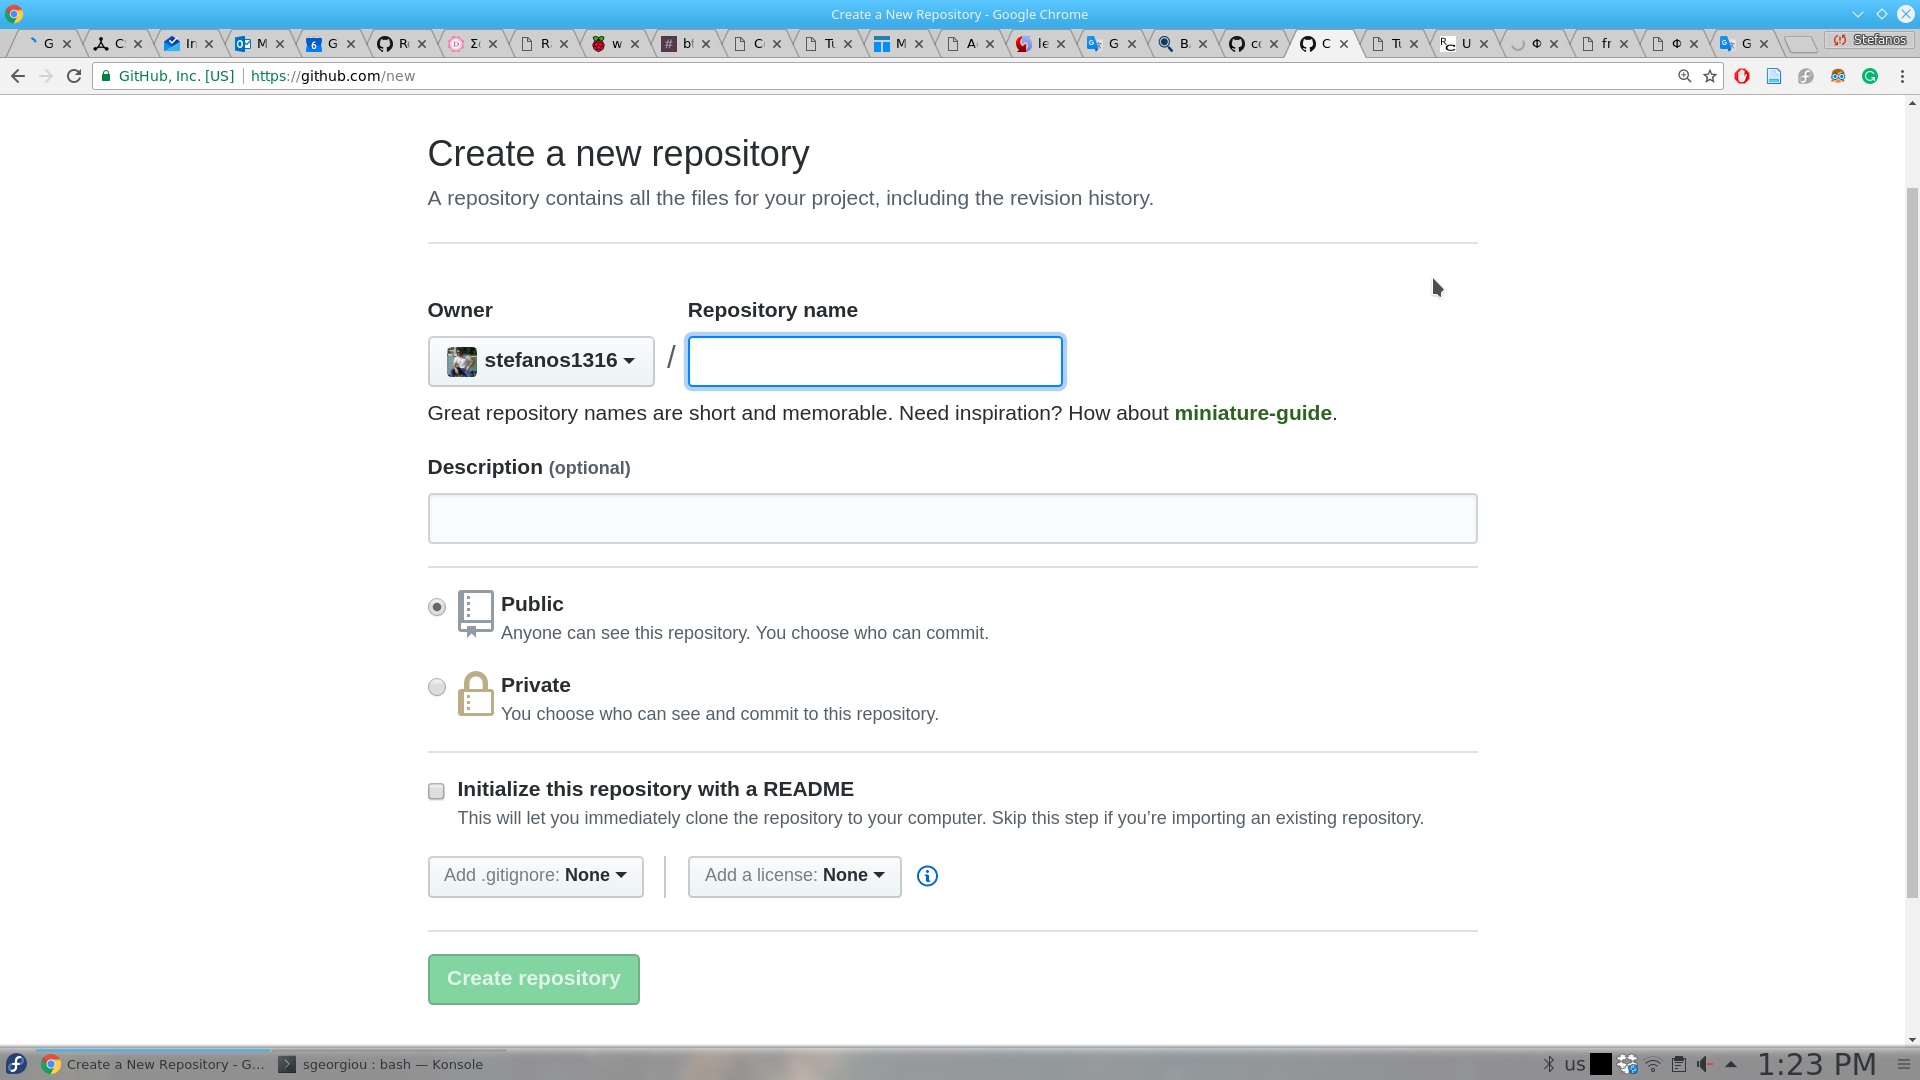 Create a New Repository - Google Chrome
G C: In M 6 G R Σ R w # bl C Tu M A le G B. cc C Tu RC U Φ fr Φ G Stefanos
GitHub, Inc. [US] https://github.com/new
Create a new repository
A repository contains all the files for your project, including the revision history.
Owner Repository name
stefanos1316 /
Great repository names are short and memorable. Need inspiration? How about miniature-guide.
Description (optional)
Public
Anyone can see this repository. You choose who can commit.
Private
You choose who can see and commit to this repository.
Initialize this repository with a README
This will let you immediately clone the repository to your computer. Skip this step if you’re importing an existing repository.
Add .gitignore: None Add a license: None
Create repository
Create a New Repository - G... sgeorgiou : bash — Konsole us 1:23 PM